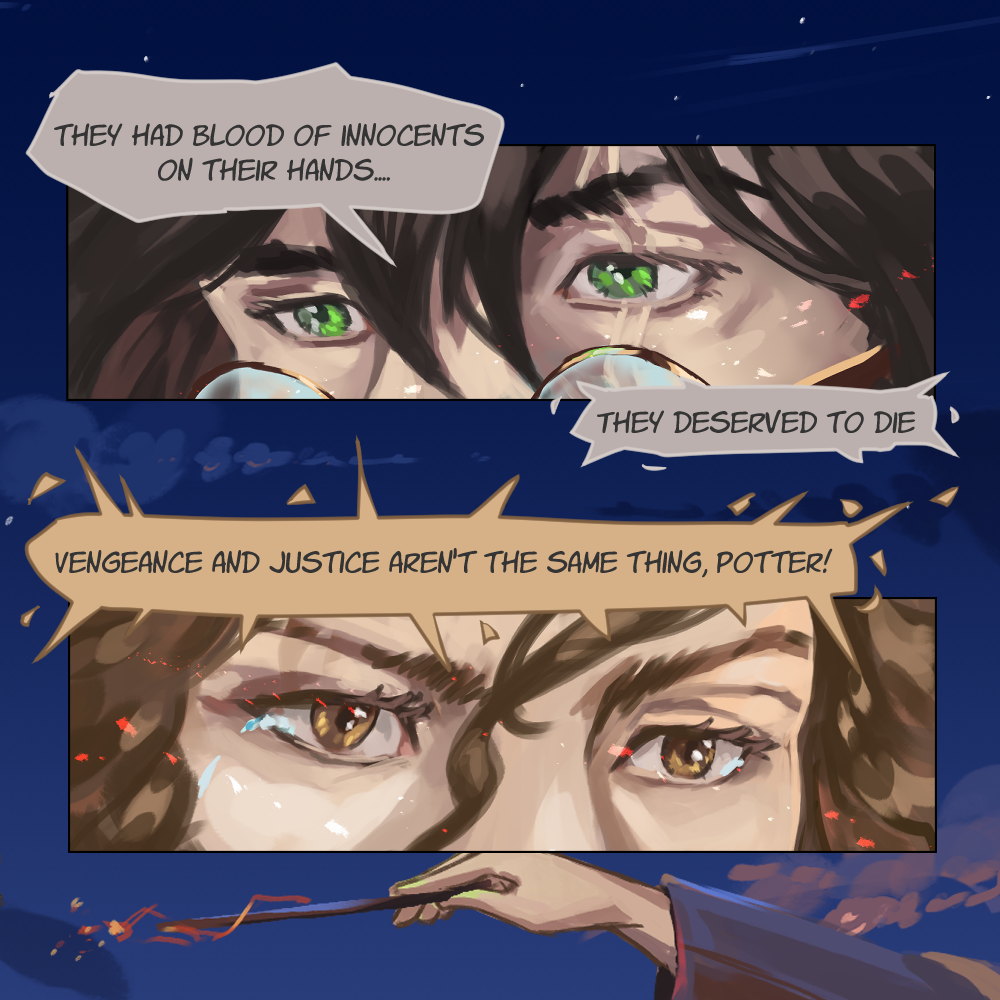 THEY HAD BLOOD OF INNOCENTS
ON THEIR HANDS....
THEY DESERVED TO DIE
VENGEANCE AND JUSTICE AREN'T THE SAME THING, POTTER!